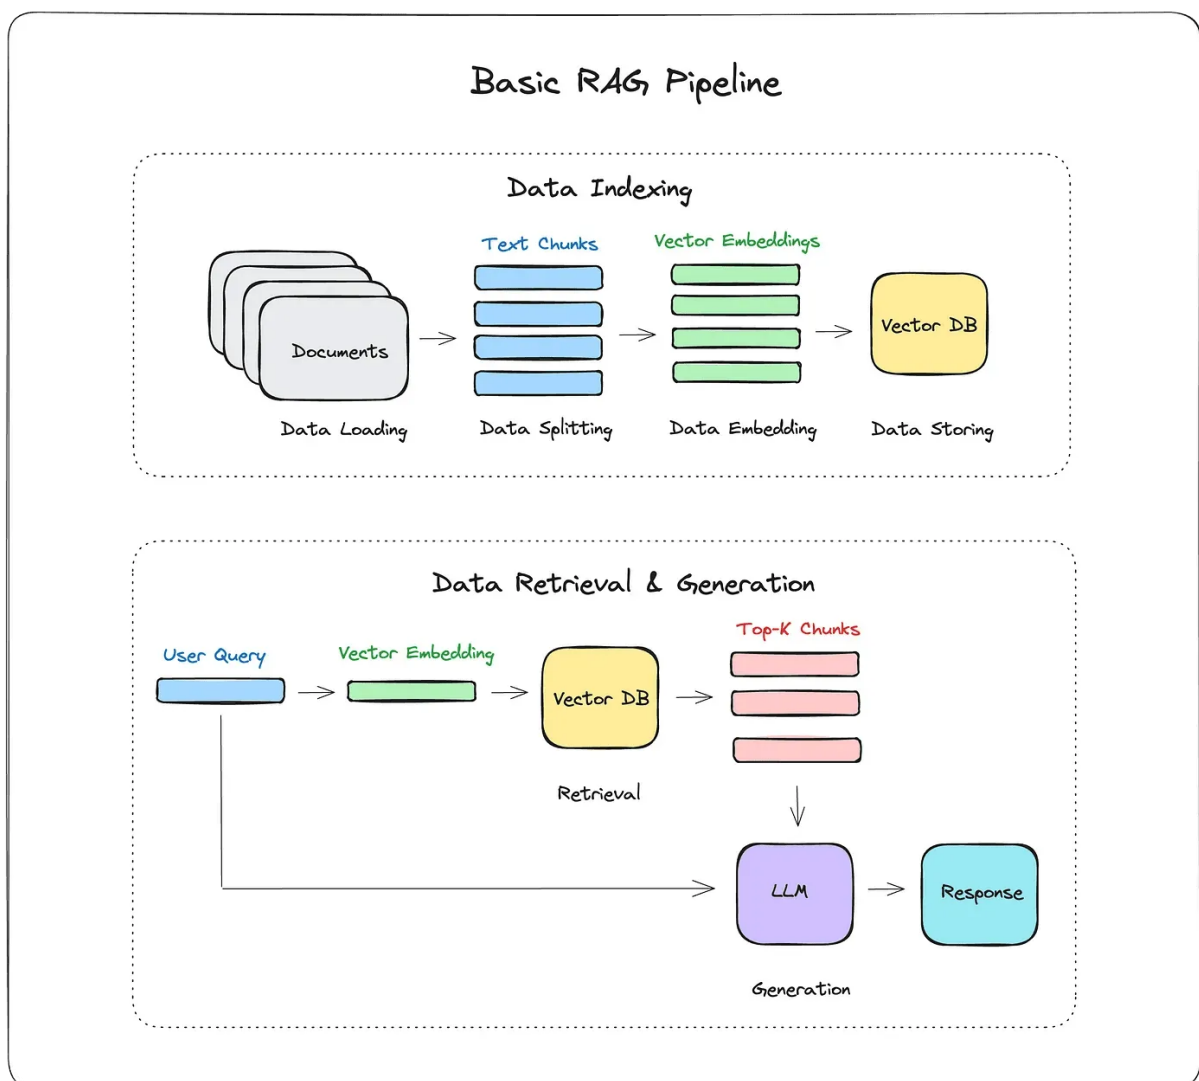 Basic RAG Pipeline
Data Indexing
Text Chunks
Vector Embeddings
Documents
Vector DB
Data Loading
Data Splitting
Data Embedding
Data Storing
Data Retrieval & Generation
User Query
Vector Embedding
Top-K Chunks
Vector DB
Retrieval
LLM
Response
Generation